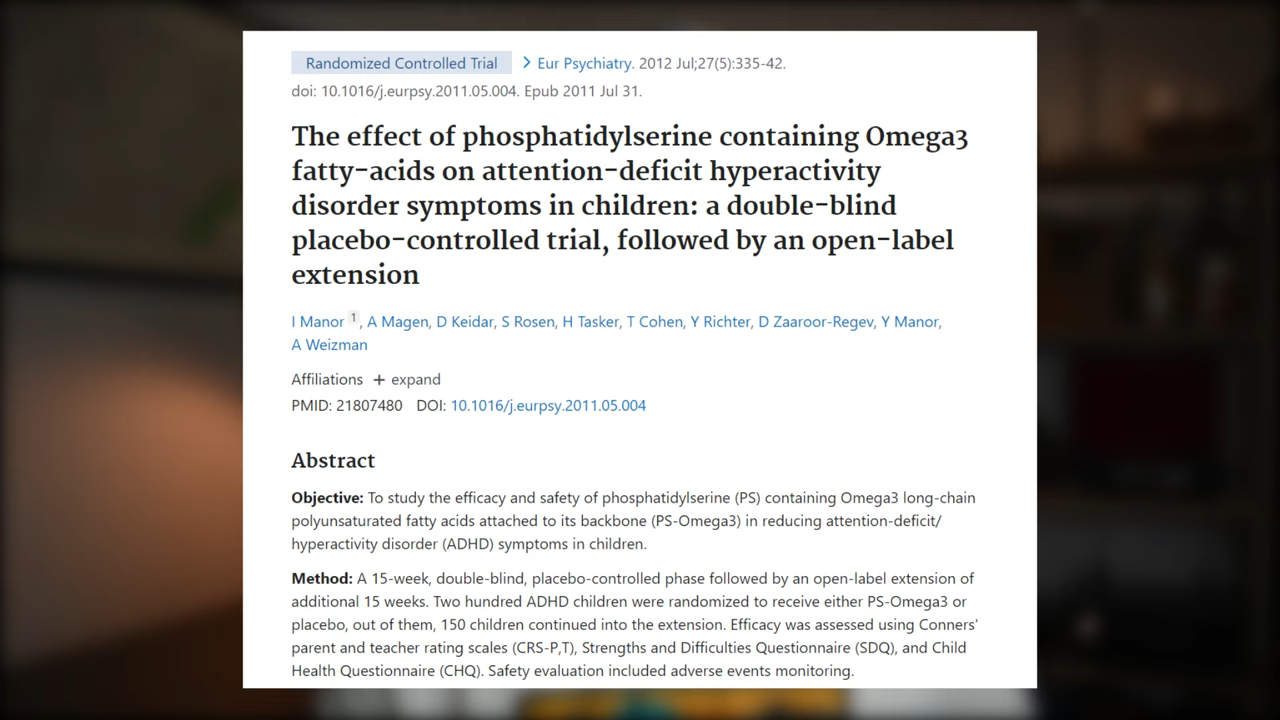 Randomized Controlled Trial > Eur Psychiatry. 2012 Jul;27(5):335-42.
doi: 10.1016/j.eurpsy.2011.05.004. Epub 2011 Jul 31.
The effect of phosphatidylserine containing Omega3
fatty-acids on attention-deficit hyperactivity
disorder symptoms in children: a double-blind
placebo-controlled trial, followed by an open-label
extension
I Manor 1, A Magen, D Keidar, S Rosen, H Tasker, T Cohen, Y Richter, D Zaaroor-Regev, Y Manor,
A Weizman
Affiliations + expand
PMID: 21807480 DOI: 10.1016/j.eurpsy.2011.05.004
Abstract
Objective: To study the efficacy and safety of phosphatidylserine (PS) containing Omega3 long-chain
polyunsaturated fatty acids attached to its backbone (PS-Omega3) in reducing attention-deficit/
hyperactivity disorder (ADHD) symptoms in children.
Method: A 15-week, double-blind, placebo-controlled phase followed by an open-label extension of
additional 15 weeks. Two hundred ADHD children were randomized to receive either PS-Omega3 or
placebo, out of them, 150 children continued into the extension. Efficacy was assessed using Conners'
parent and teacher rating scales (CRS-P,T), Strengths and Difficulties Questionnaire (SDQ), and Child
Health Questionnaire (CHQ). Safety evaluation included adverse events monitoring.